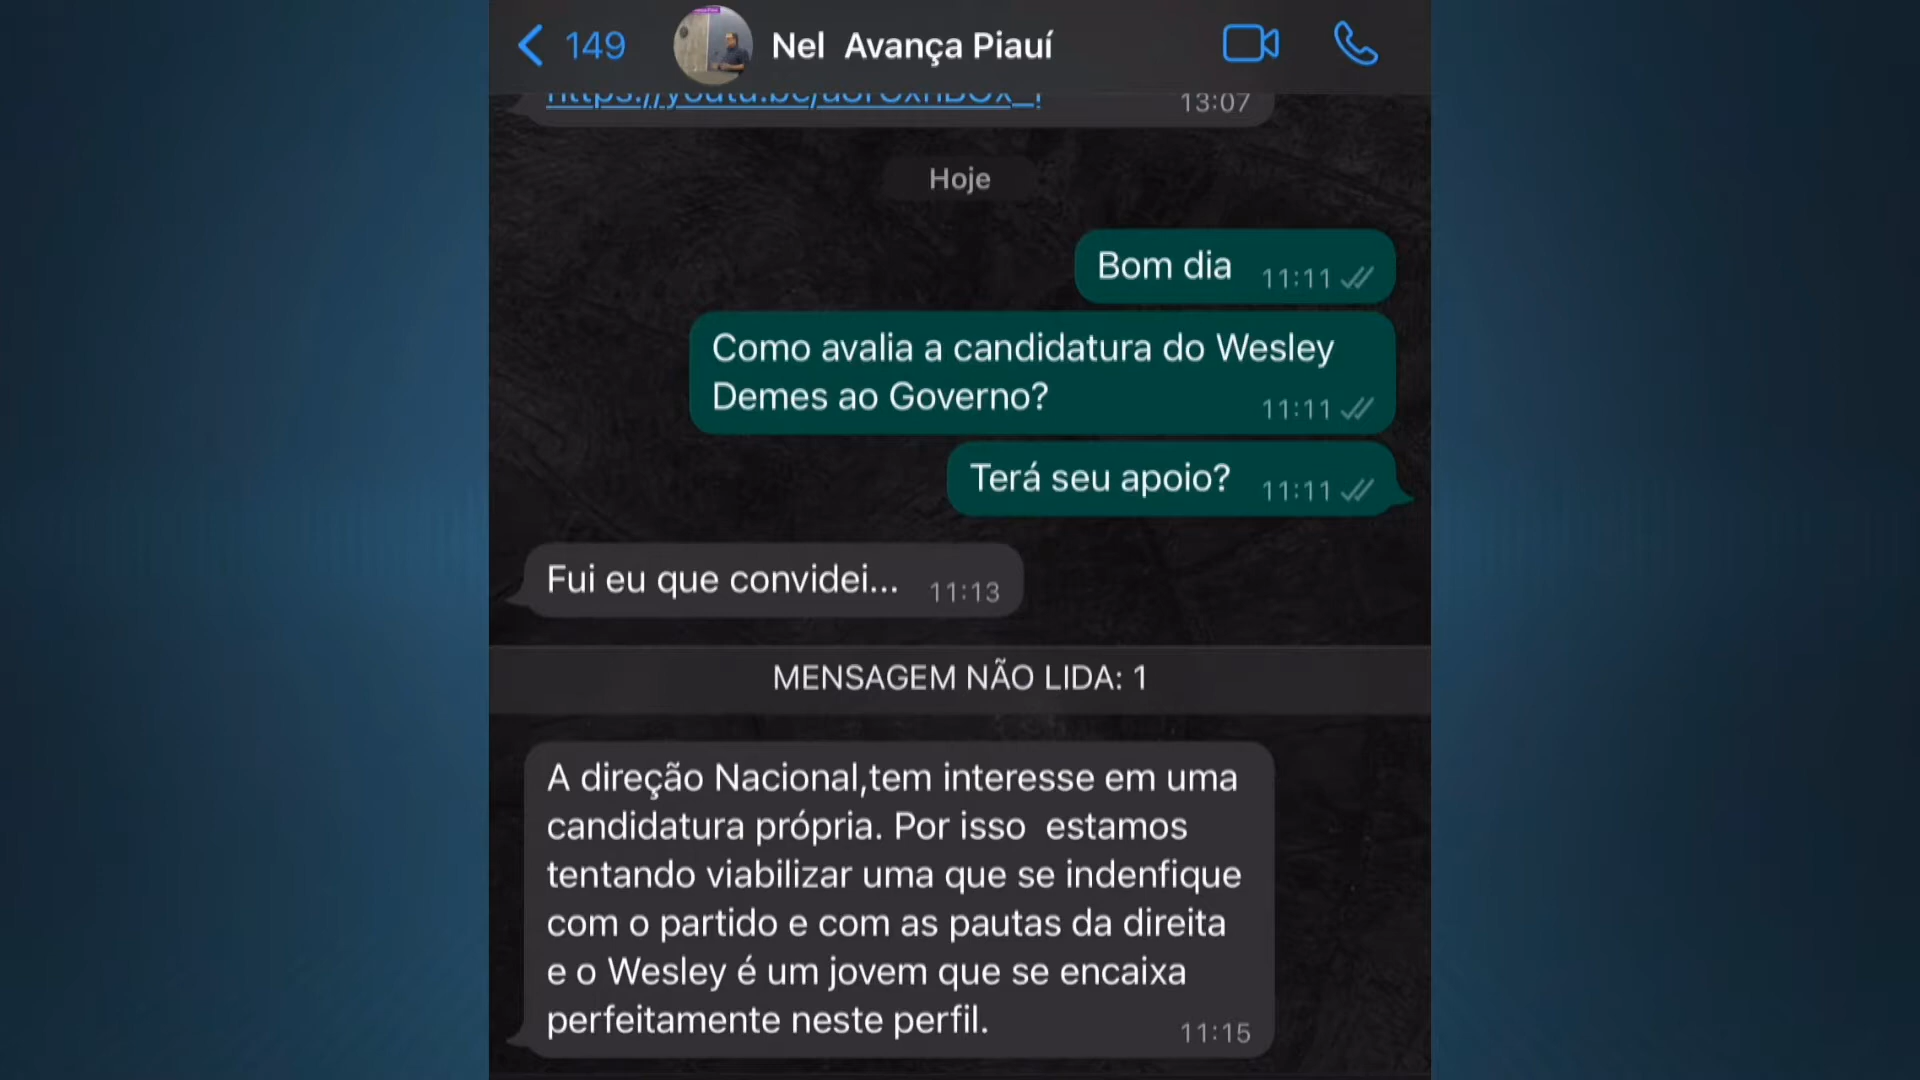 149
Nel Avança Piauí
13:07
Hoje
Bom dia 11:11
Como avalia a candidatura do Wesley
Demes ao Governo? 11:11
Terá seu apoio? 11:11
Fui eu que convidei... 11:13
MENSAGEM NÃO LIDA: 1
A direção Nacional,tem interesse em uma
candidatura própria. Por isso estamos
tentando viabilizar uma que se indenfique
com o partido e com as pautas da direita
e o Wesley é um jovem que se encaixa
perfeitamente neste perfil. 11:15